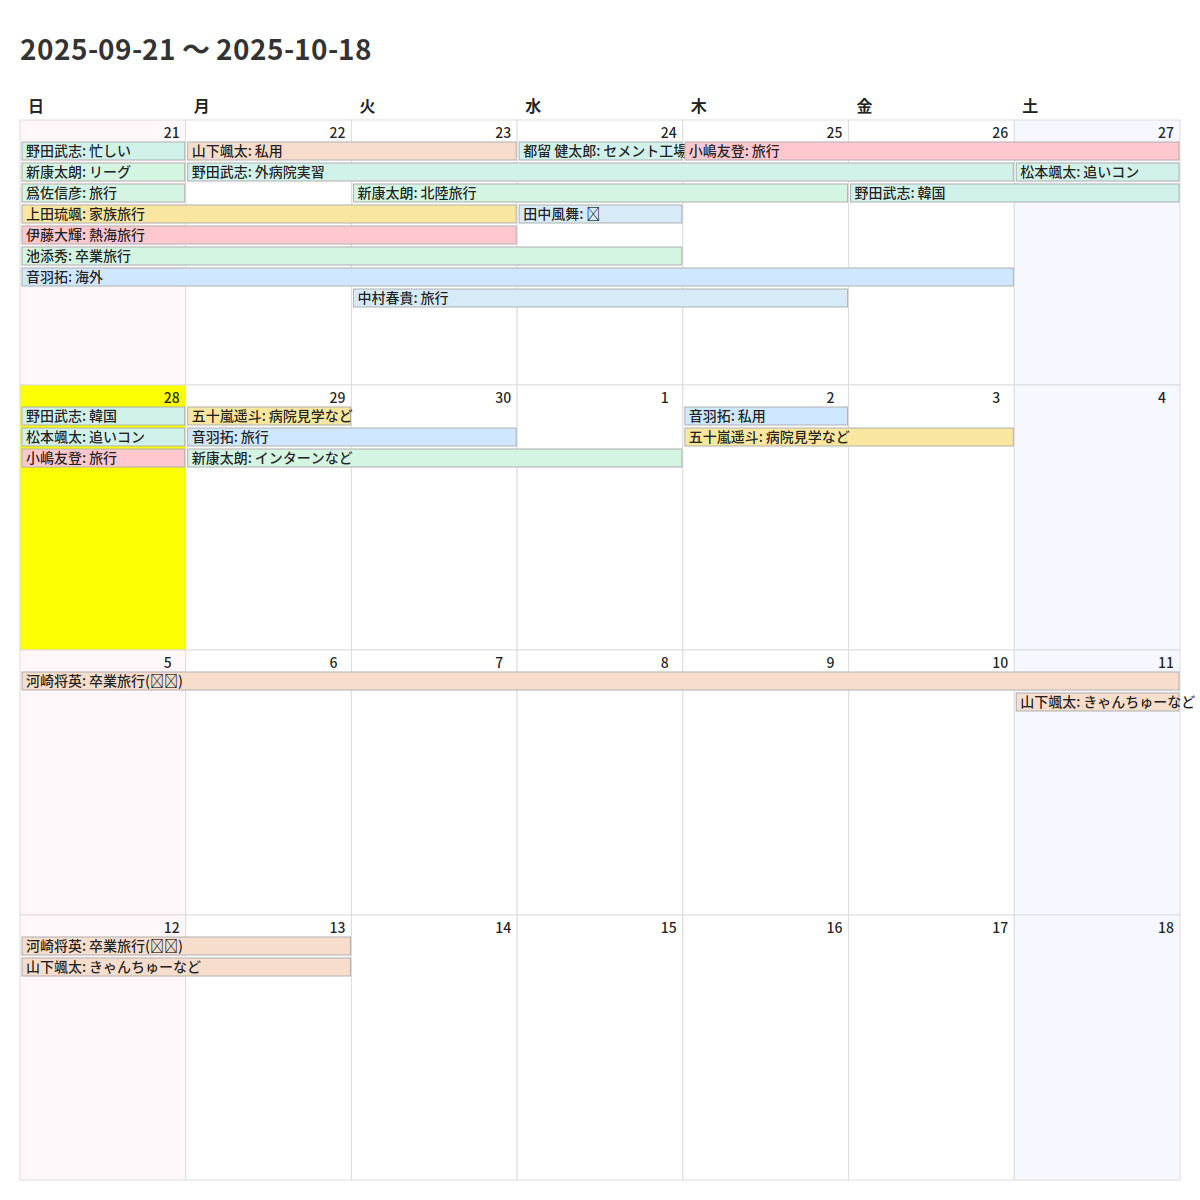 2025-09-21 〜 2025-10-18
日 月 火 水 木 金 土
21 22 23 24 25 26 27
野田武志: 忙しい 山下颯太: 私用 都留 健太郎: セメント工場 小嶋友登: 旅行
新康太朗: リーグ 野田武志: 外病院実習 松本颯太: 追いコン
爲佐信彦: 旅行 新康太朗: 北陸旅行 野田武志: 韓国
上田琉颯: 家族旅行 田中風舞:
伊藤大輝: 熱海旅行
池添秀: 卒業旅行
音羽拓: 海外
中村春貴: 旅行
28 29 30 1 2 3 4
野田武志: 韓国 五十嵐遥斗: 病院見学など 音羽拓: 私用
松本颯太: 追いコン 音羽拓: 旅行 五十嵐遥斗: 病院見学など
小嶋友登: 旅行 新康太朗: インターンなど
5 6 7 8 9 10 11
河崎将英: 卒業旅行()
山下颯太: きゃんちゅーなど
12 13 14 15 16 17 18
河崎将英: 卒業旅行()
山下颯太: きゃんちゅーなど